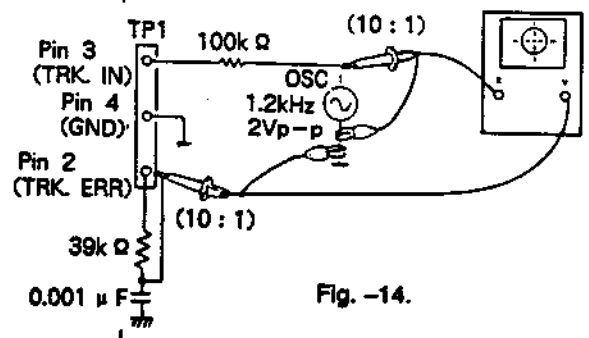 TP1
(10 : 1)
Pin 3
(TRK. IN)
100k Ω
OSC
1.2kHz
2Vp-p
X
Y
Pin 4
(GND)
Pin 2
(TRK. ERR)
(10 : 1)
39k Ω
0.001 μ F
Fig. -14.